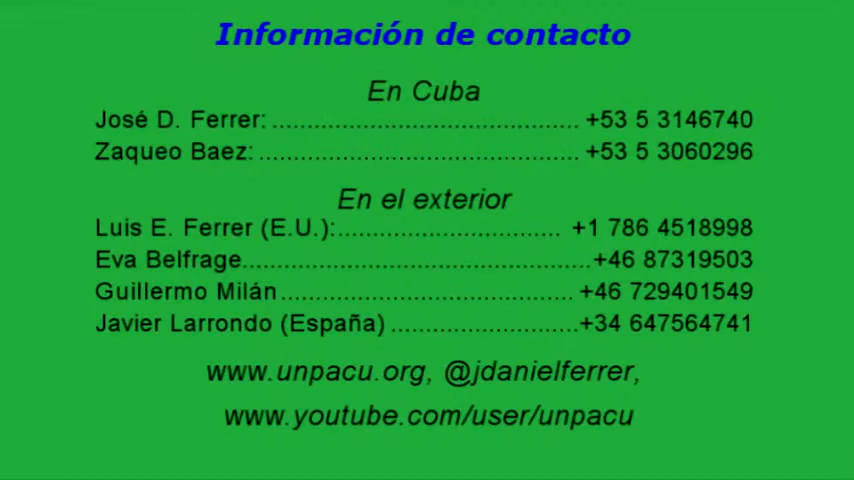 Información de contacto
En Cuba
José D. Ferrer: ............................................ +53 5 3146740
Zaqueo Baez: .............................................. +53 5 3060296
En el exterior
Luis E. Ferrer (E.U.):................................ +1 786 4518998
Eva Belfrage..................................................+46 87319503
Guillermo Milán .......................................... +46 729401549
Javier Larrondo (España) ...........................+34 647564741
www.unpacu.org, @jdanielferrer,
www.youtube.com/user/unpacu